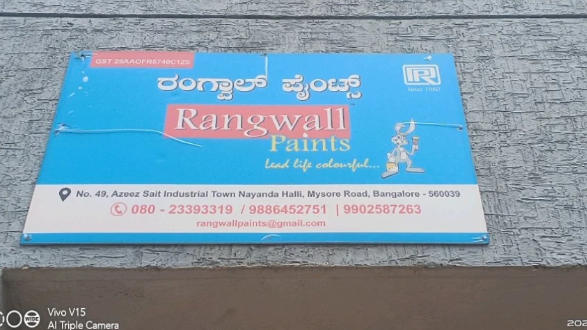 GST 29AAOFR6740C1ZS
ರಂಗ್ವಾಲ್ ಪೈಂಟ್ಸ್
Rangwall
Paints
Lead life colourful...
No. 49, Azeez Sait Industrial Town Nayanda Halli, Mysore Road, Bangalore - 560039
080 - 23393319 / 9886452751 | 9902587263
rangwallpaints@gmail.com
Vivo V15
AI Triple Camera